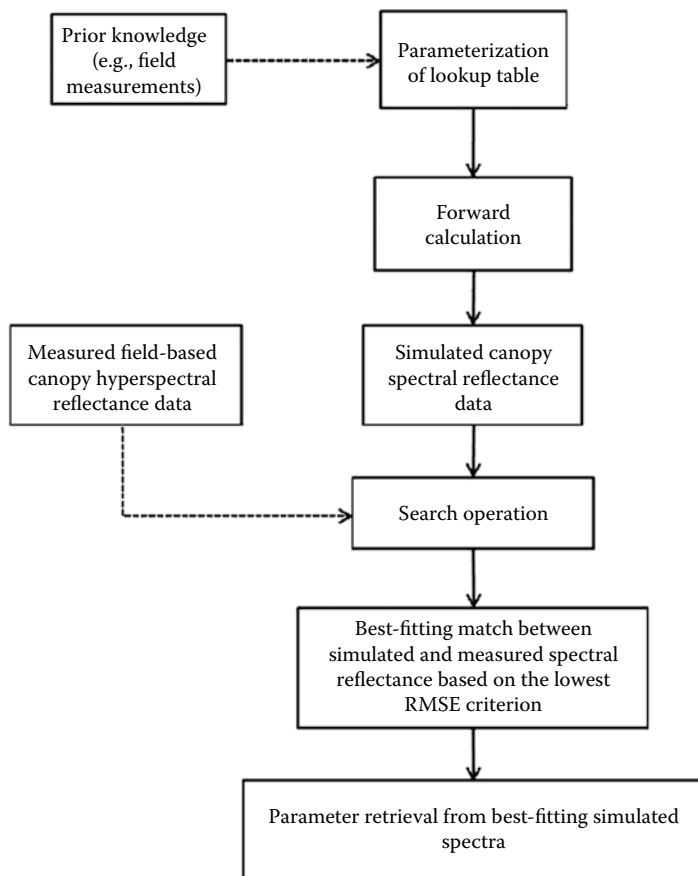 Prior knowledge
(e.g., field
measurements)
Parameterization
of lookup table
Forward
calculation
Measured field-based
canopy hyperspectral
reflectance data
Simulated canopy
spectral reflectance
data
Search operation
Best-fitting match between
simulated and measured spectral
reflectance based on the lowest
RMSE criterion
Parameter retrieval from best-fitting simulated
spectra